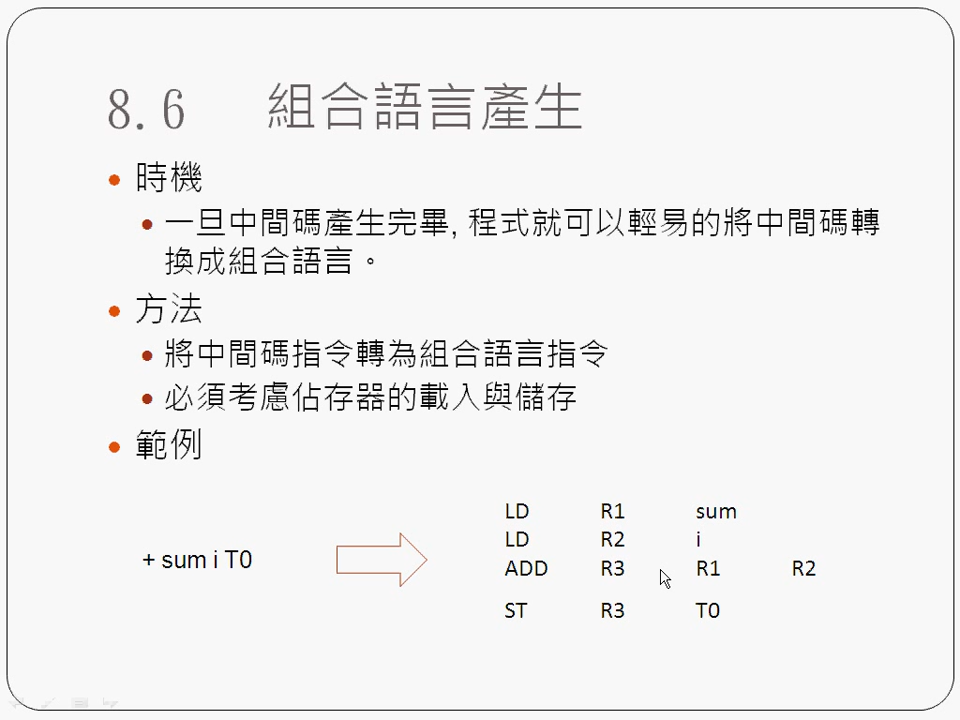 8.6 組合語言產生
時機
一旦中間碼產生完畢, 程式就可以輕易的將中間碼轉
換成組合語言。
方法
將中間碼指令轉為組合語言指令
必須考慮佔存器的載入與儲存
範例
+ sum i T0
LD R1 sum
LD R2 i
ADD R3 R1 R2
ST R3 T0